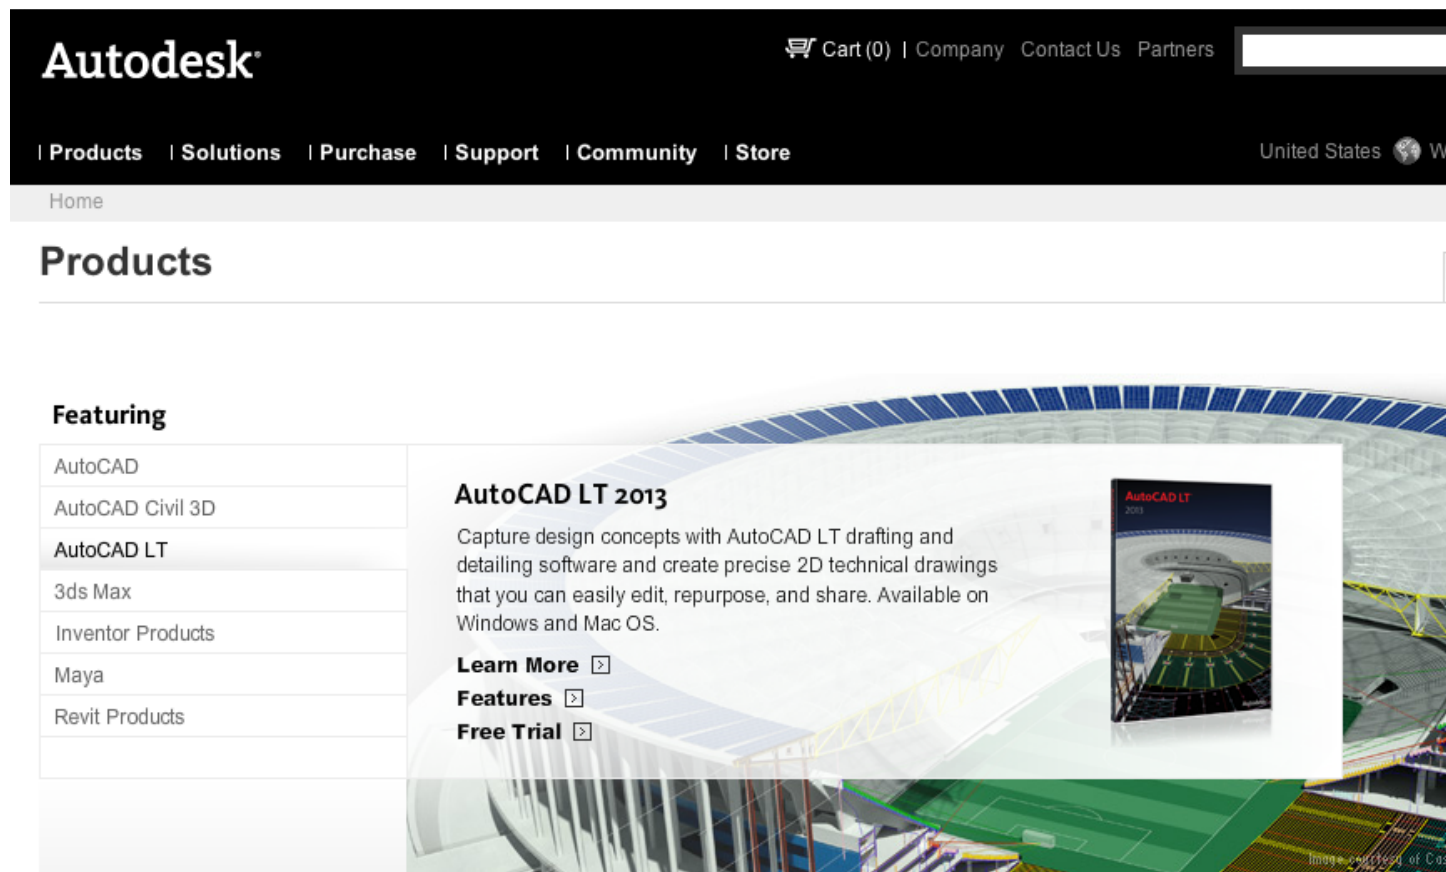 Autodesk
Cart (0) | Company Contact Us Partners
Products Solutions Purchase Support Community Store
United States
Home
Products
Featuring
AutoCAD
AutoCAD Civil 3D
AutoCAD LT
3ds Max
Inventor Products
Maya
Revit Products
AutoCAD LT 2013
Capture design concepts with AutoCAD LT drafting and
detailing software and create precise 2D technical drawings
that you can easily edit, repurpose, and share. Available on
Windows and Mac OS.
Learn More
Features
Free Trial
AutoCAD LT
2013
Image courtesy of